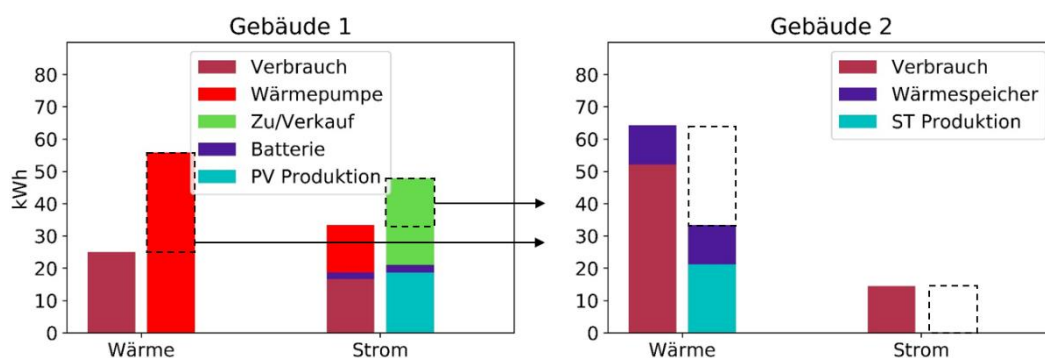 Gebäude 1
kWh
80
70
60
50
40
30
20
10
0
Verbrauch
Wärmepumpe
Zu/Verkauf
Batterie
PV Produktion
Wärme
Strom
Gebäude 2
80
70
60
50
40
30
20
10
0
Verbrauch
Wärmespeicher
ST Produktion
Wärme
Strom